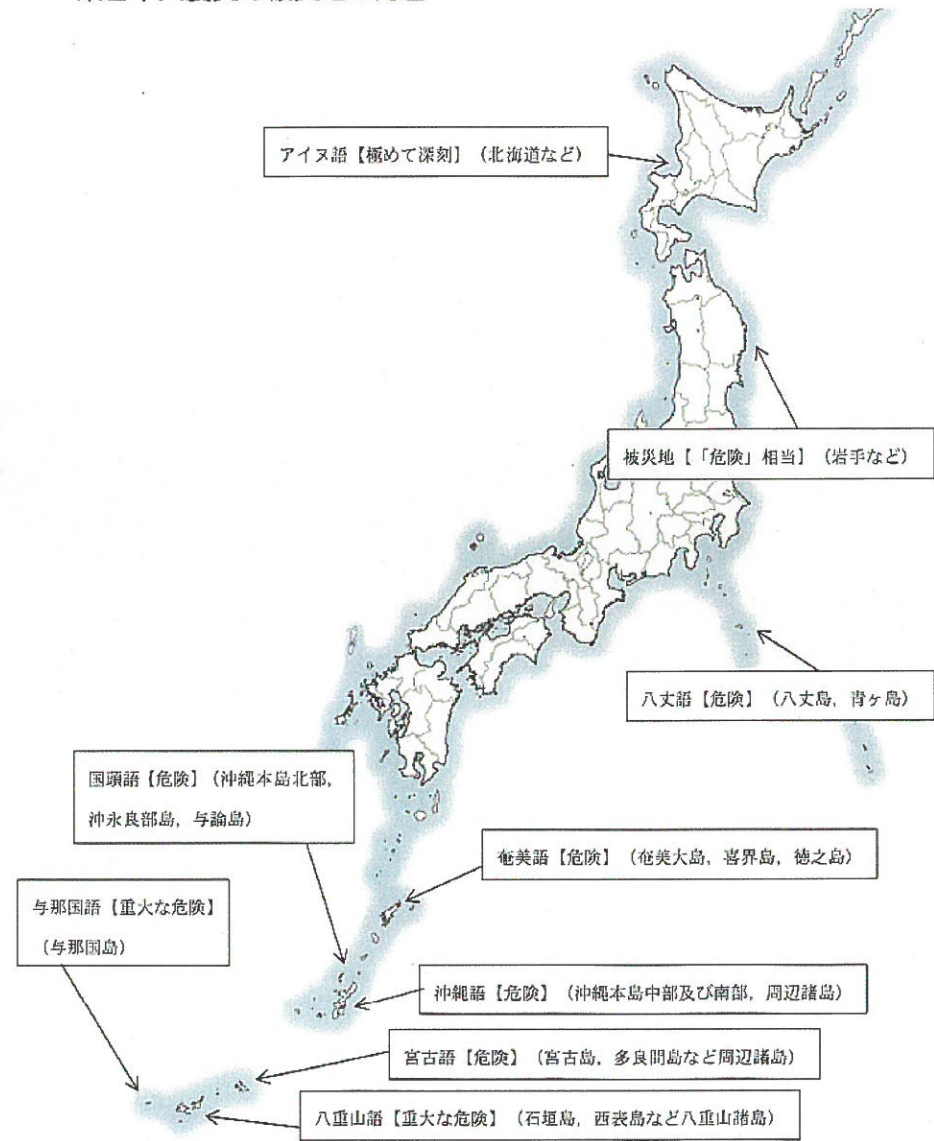 アイヌ語【極めて深刻】（北海道など）
被災地【「危険」相当】（岩手など）
八丈語【危険】（八丈島，青ヶ島）
国頭語【危険】（沖縄本島北部，
沖永良部島，与論島）
奄美語【危険】（奄美大島，喜界島，徳之島）
与那国語【重大な危険】
（与那国島）
沖縄語【危険】（沖縄本島中部及び南部，周辺諸島）
宮古語【危険】（宮古島，多良間島など周辺諸島）
八重山語【重大な危険】（石垣島，西表島など八重山諸島）